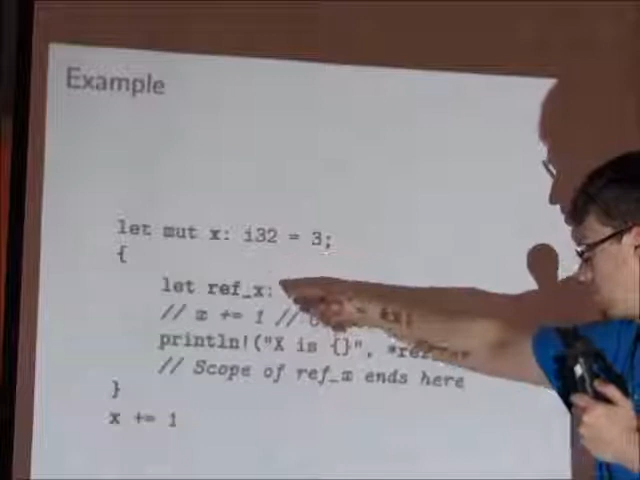 Example
let mut x: i32 = 3;
{
let ref_x: = &x;
// x += 1 //
println!("X is {}",
// Scope of ref_x ends here
}
x += 1